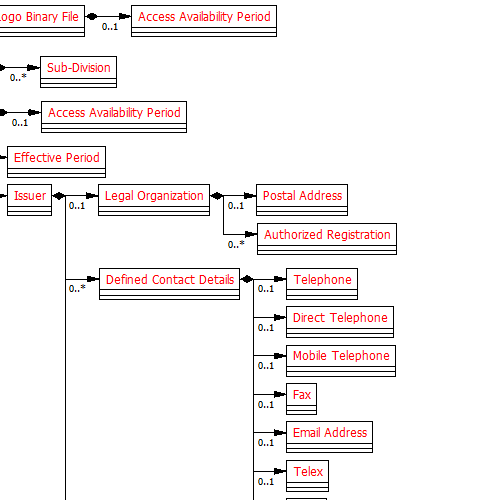 Logo Binary File
Access Availability Period
0..1
Sub-Division
0..*
Access Availability Period
0..1
Effective Period
Issuer
Legal Organization
Postal Address
0..1
0..1
Authorized Registration
0..*
Defined Contact Details
Telephone
0..*
0..1
Direct Telephone
0..1
Mobile Telephone
0..1
Fax
0..1
Email Address
0..1
Telex
0..1